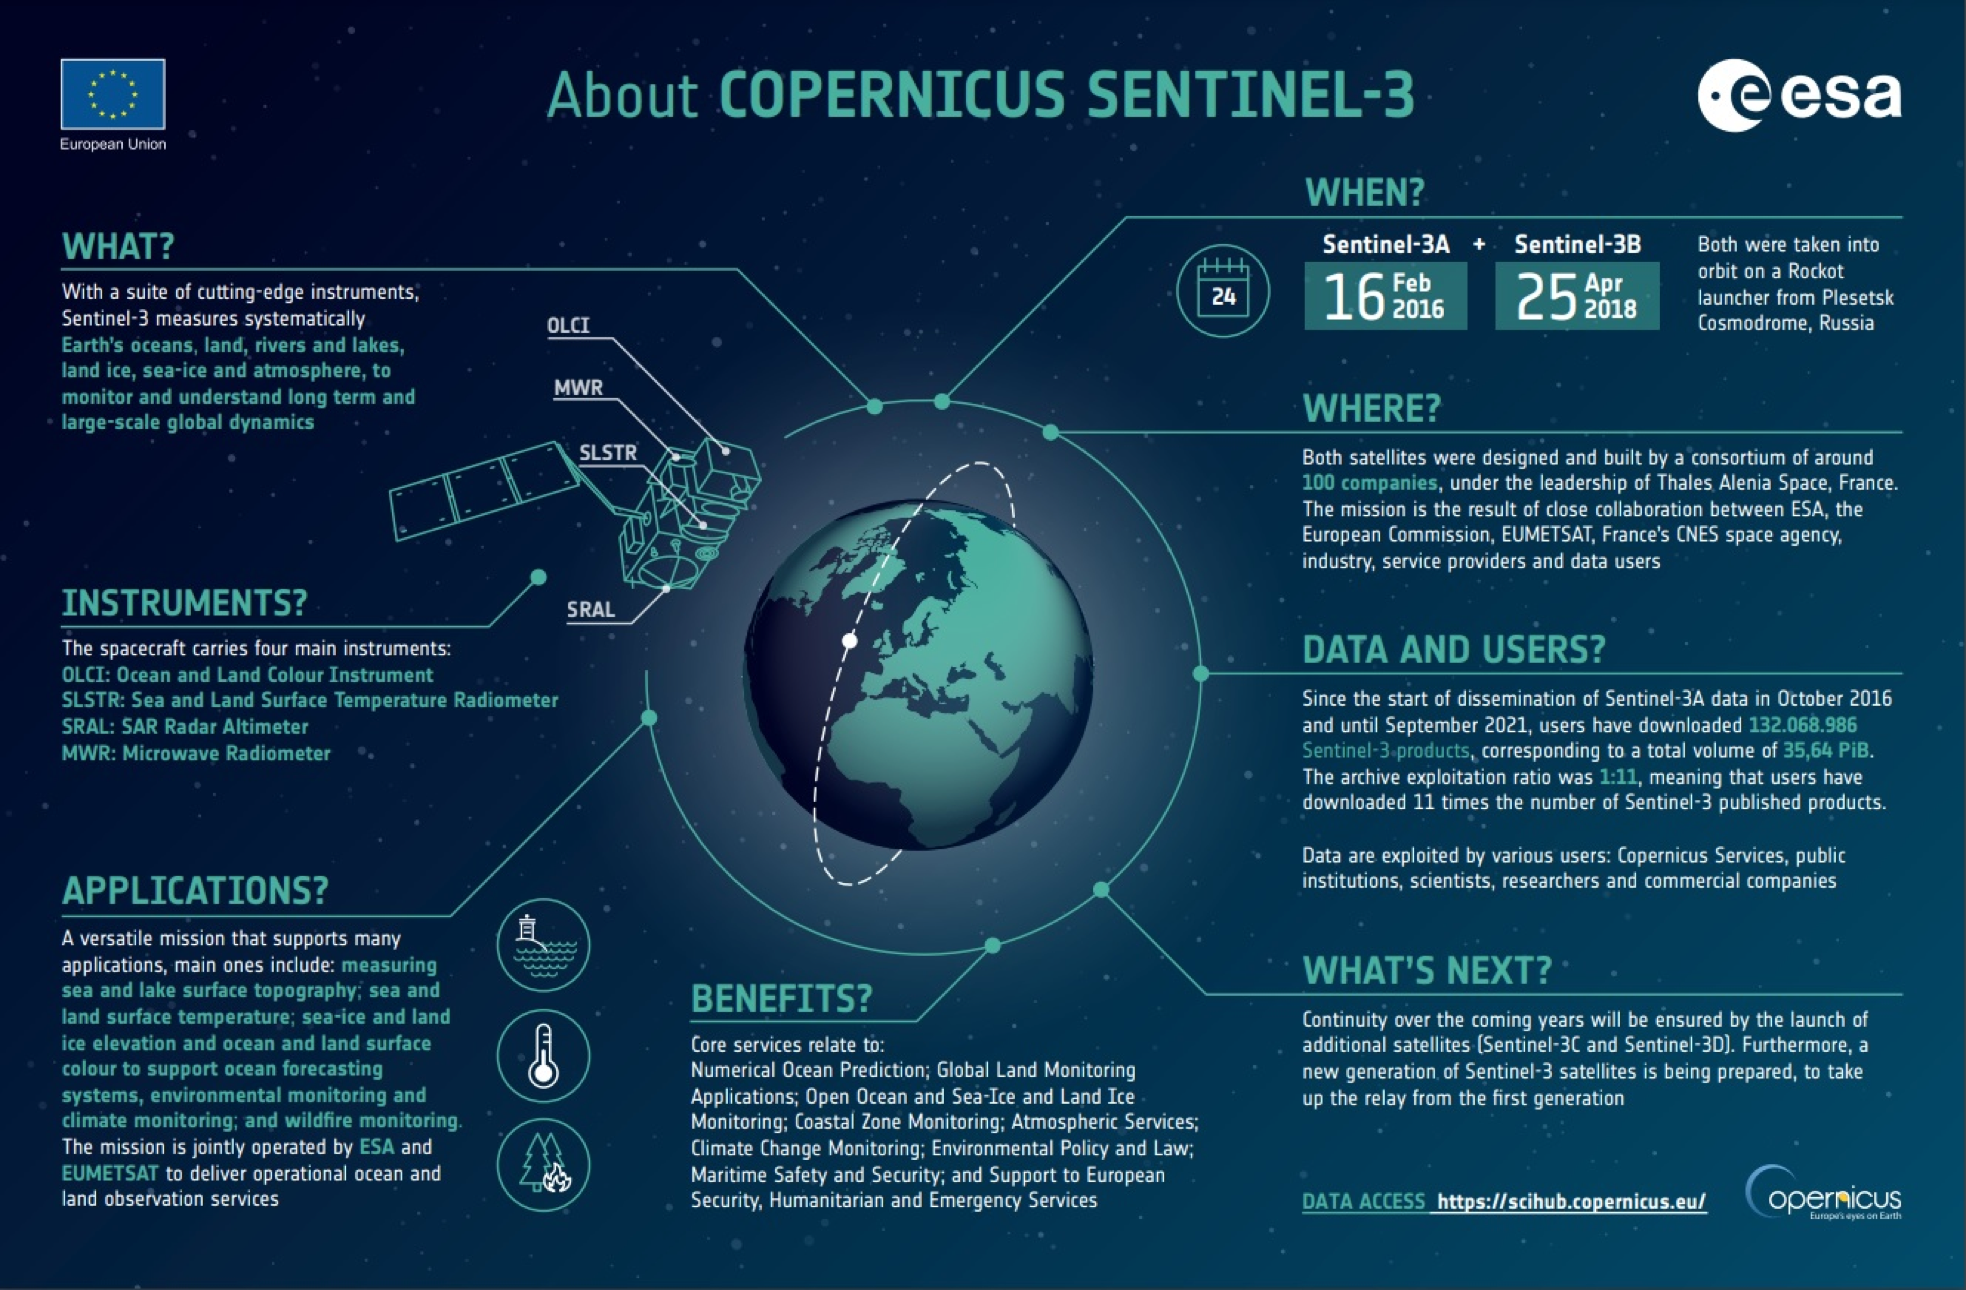 European Union
About COPERNICUS SENTINEL-3
esa
WHAT?
With a suite of cutting-edge instruments,
Sentinel-3 measures systematically
Earth's oceans, land, rivers and lakes,
land ice, sea-ice and atmosphere, to
monitor and understand long term and
large-scale global dynamics
OLCI
MWR
SLSTR
SRAL
INSTRUMENTS?
The spacecraft carries four main instruments:
OLCI: Ocean and Land Colour Instrument
SLSTR: Sea and Land Surface Temperature Radiometer
SRAL: SAR Radar Altimeter
MWR: Microwave Radiometer
APPLICATIONS?
A versatile mission that supports many
applications, main ones include: measuring
sea and lake surface topography; sea and
land surface temperature; sea-ice and land
ice elevation and ocean and land surface
colour to support ocean forecasting
systems, environmental monitoring and
climate monitoring; and wildfire monitoring.
The mission is jointly operated by ESA and
EUMETSAT to deliver operational ocean and
land observation services
BENEFITS?
Core services relate to:
Numerical Ocean Prediction; Global Land Monitoring
Applications; Open Ocean and Sea-Ice and Land Ice
Monitoring; Coastal Zone Monitoring; Atmospheric Services;
Climate Change Monitoring; Environmental Policy and Law;
Maritime Safety and Security; and Support to European
Security, Humanitarian and Emergency Services
WHEN?
24
Sentinel-3A + Sentinel-3B
16 Feb 2016 25 Apr 2018
Both were taken into
orbit on a Rockot
launcher from Plesetsk
Cosmodrome, Russia
WHERE?
Both satellites were designed and built by a consortium of around
100 companies, under the leadership of Thales Alenia Space, France.
The mission is the result of close collaboration between ESA, the
European Commission, EUMETSAT, France's CNES space agency,
industry, service providers and data users
DATA AND USERS?
Since the start of dissemination of Sentinel-3A data in October 2016
and until September 2021, users have downloaded 132.068.986
Sentinel-3 products, corresponding to a total volume of 35,64 PiB.
The archive exploitation ratio was 1:11, meaning that users have
downloaded 11 times the number of Sentinel-3 published products.
Data are exploited by various users: Copernicus Services, public
institutions, scientists, researchers and commercial companies
WHAT'S NEXT?
Continuity over the coming years will be ensured by the launch of
additional satellites (Sentinel-3C and Sentinel-3D). Furthermore, a
new generation of Sentinel-3 satellites is being prepared, to take
up the relay from the first generation
DATA ACCESS https://scihub.copernicus.eu/
opernicus
Europe's eyes on Earth